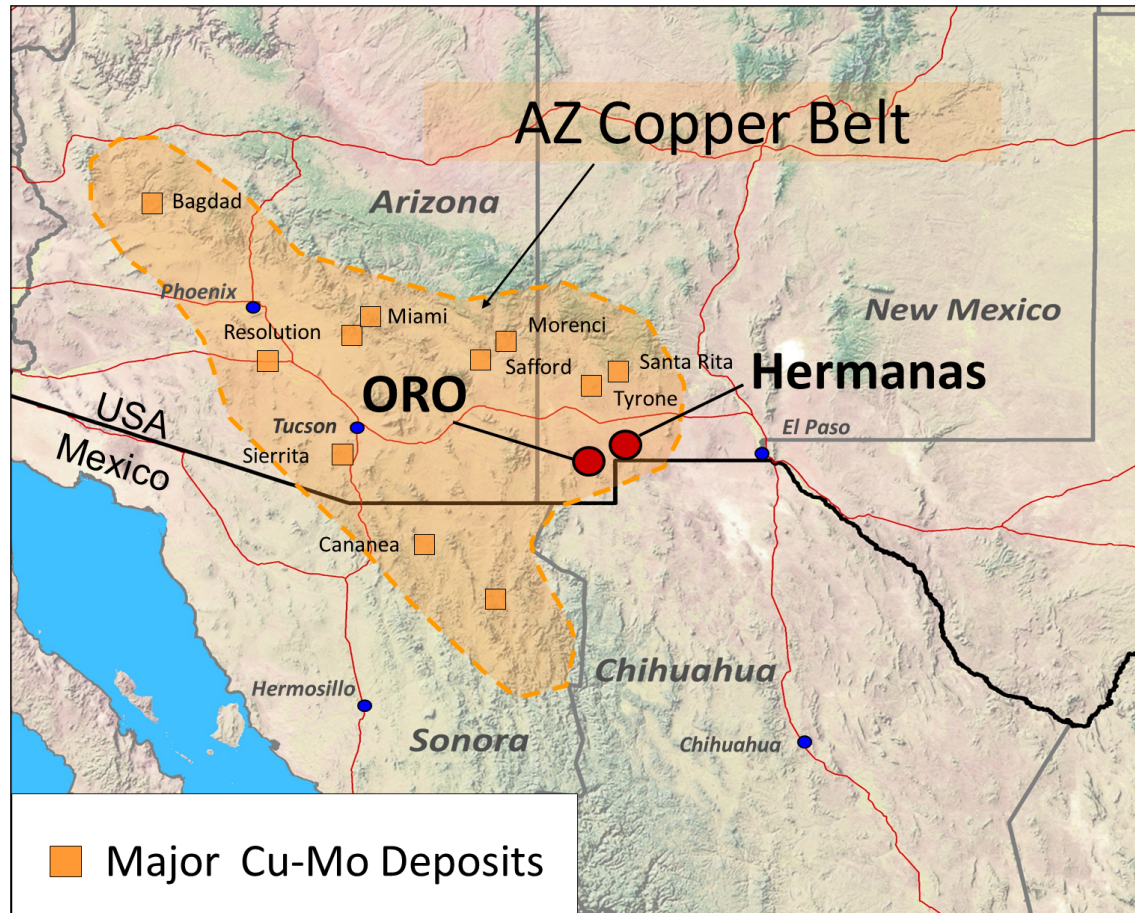 AZ Copper Belt
Arizona
Bagdad
Phoenix
New Mexico
Miami
Morenci
Resolution
Safford
Santa Rita
Hermanas
Tyrone
ORO
USA
Tucson
El Paso
Mexico
Sierrita
Cananea
Chihuahua
Hermosillo
Sonora
Chihuahua
Major  Cu-Mo Deposits